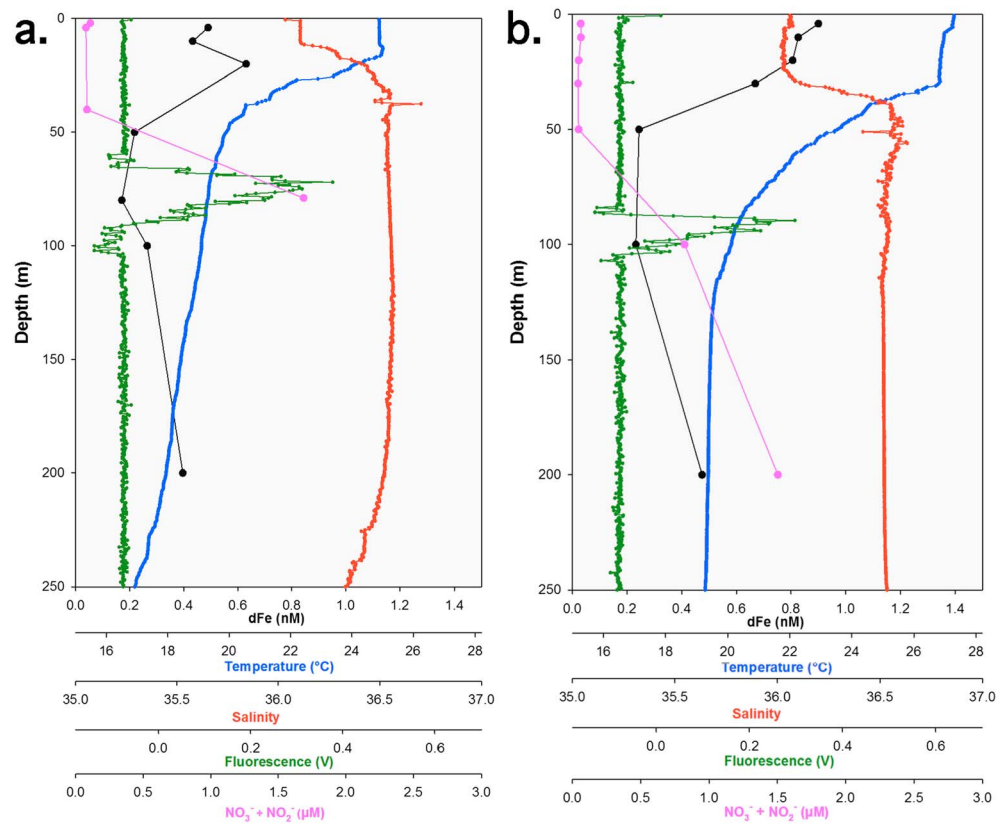 a.
0
50
100
150
200
250
Depth (m)
0.0 0.2 0.4 0.6 0.8 1.0 1.2 1.4
dFe (nM)
16 18 20 22 24 26 28
Temperature (°C)
35.0 35.5 36.0 36.5 37.0
Salinity
0.0 0.2 0.4 0.6
Fluorescence (V)
0.0 0.5 1.0 1.5 2.0 2.5 3.0
NO₃⁻ + NO₂⁻ (µM)
b.
0
50
100
150
200
250
Depth (m)
0.0 0.2 0.4 0.6 0.8 1.0 1.2 1.4
dFe (nM)
16 18 20 22 24 26 28
Temperature (°C)
35.0 35.5 36.0 36.5 37.0
Salinity
0.0 0.2 0.4 0.6
Fluorescence (V)
0.0 0.5 1.0 1.5 2.0 2.5 3.0
NO₃⁻ + NO₂⁻ (µM)